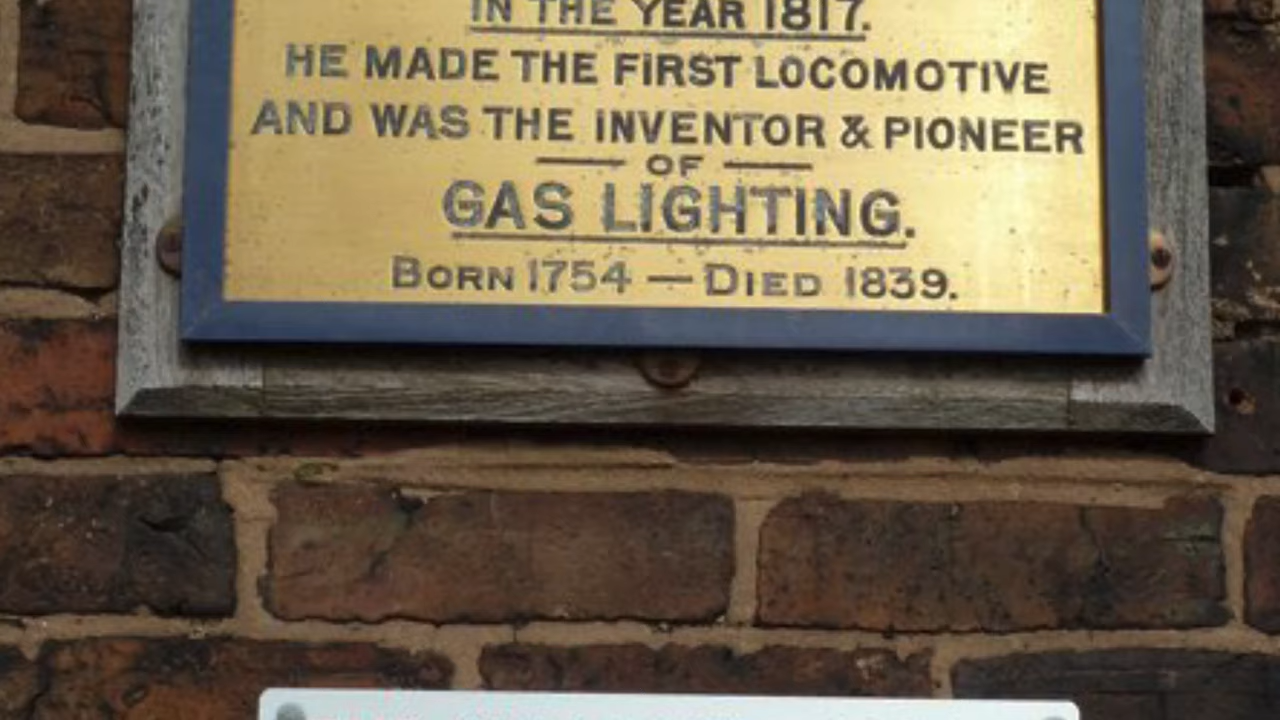 IN THE YEAR 1817.
HE MADE THE FIRST LOCOMOTIVE
AND WAS THE INVENTOR & PIONEER
— OF —
GAS LIGHTING.
BORN 1754 — DIED 1839.